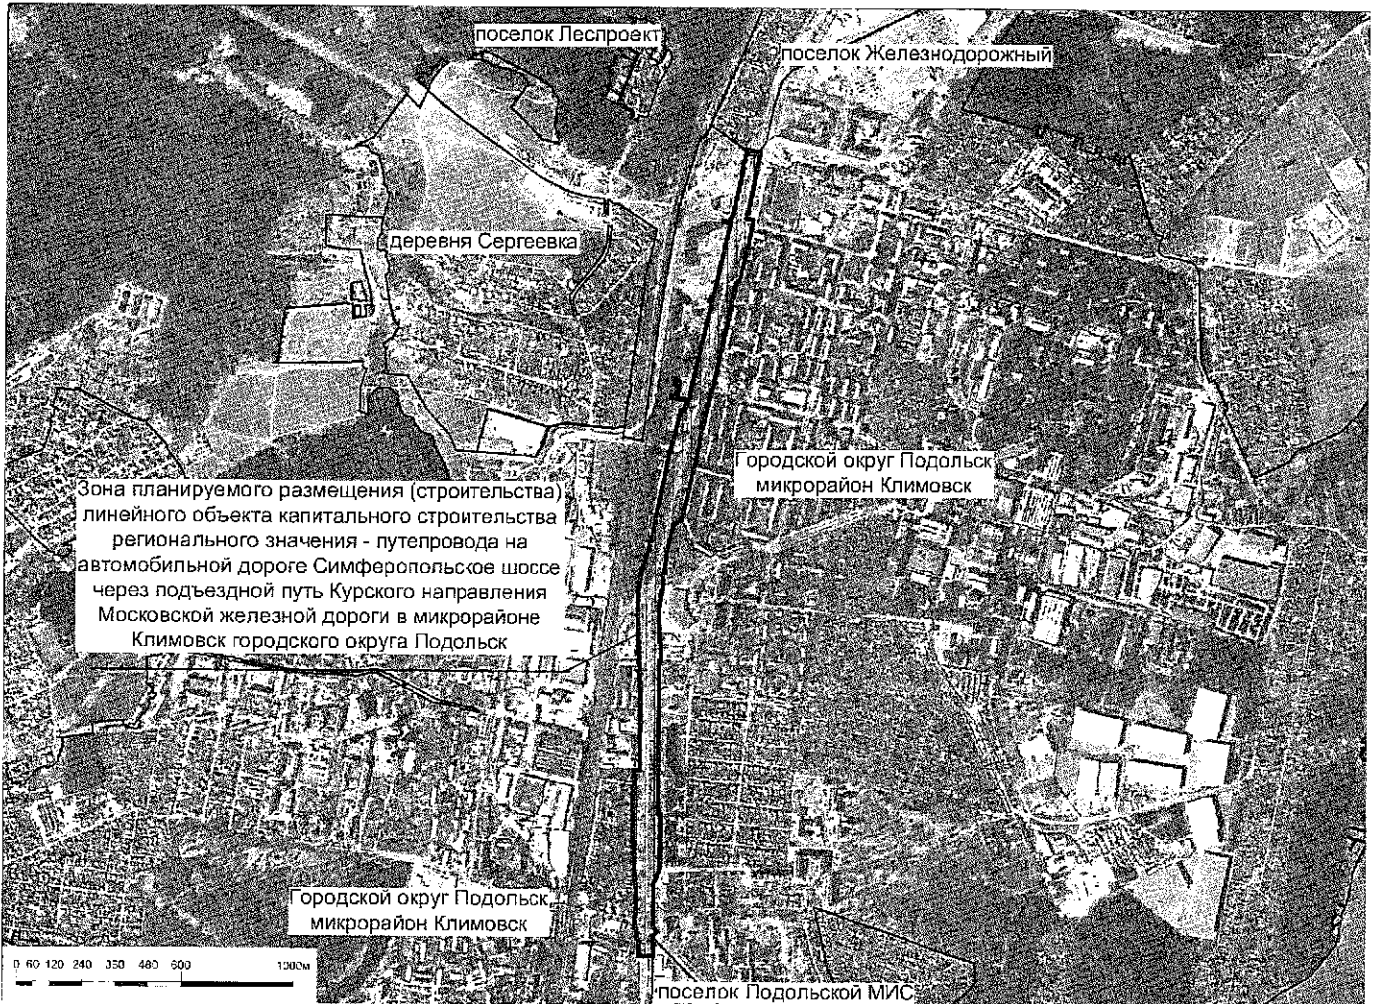 поселок Леспроект
поселок Железнодорожный
деревня Сергеевка
Городской округ Подольск
микрорайон Климовск
Зона планируемого размещения (строительства)
линейного объекта капитального строительства
регионального значения - путепровода на
автомобильной дороге Симферопольское шоссе
через подъездной путь Курского направления
Московской железной дороги в микрорайоне
Климовск городского округа Подольск
Городской округ Подольск,
микрорайон Климовск
0 60 120 240 350 480 600 1000м
поселок Подольской МИС